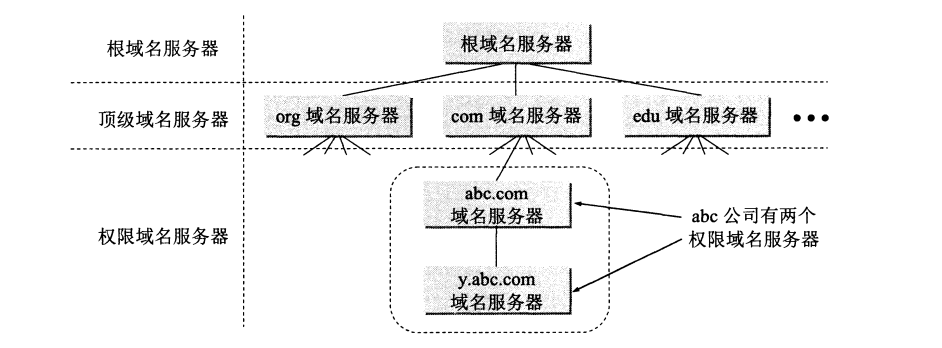 根域名服务器
根域名服务器
顶级域名服务器
org 域名服务器
com 域名服务器
edu 域名服务器
•••
权限域名服务器
abc.com
域名服务器
y.abc.com
域名服务器
abc 公司有两个
权限域名服务器